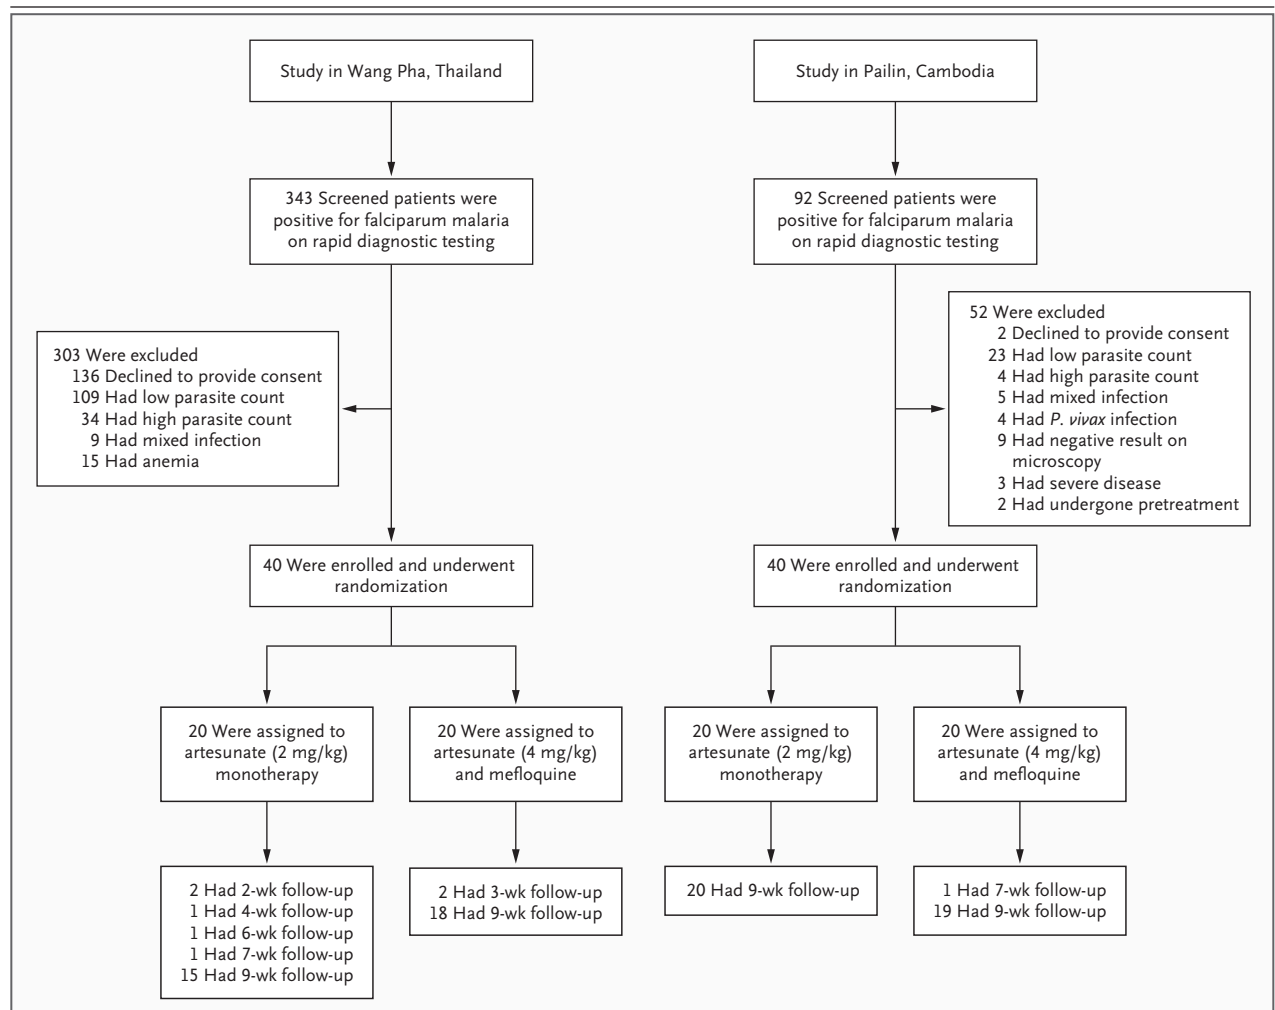 Study in Wang Pha, Thailand
343 Screened patients were
positive for falciparum malaria
on rapid diagnostic testing
303 Were excluded
136 Declined to provide consent
109 Had low parasite count
34 Had high parasite count
9 Had mixed infection
15 Had anemia
40 Were enrolled and underwent
randomization
20 Were assigned to
artesunate (2 mg/kg)
monotherapy
20 Were assigned to
artesunate (4 mg/kg)
and mefloquine
2 Had 2-wk follow-up
1 Had 4-wk follow-up
1 Had 6-wk follow-up
1 Had 7-wk follow-up
15 Had 9-wk follow-up
2 Had 3-wk follow-up
18 Had 9-wk follow-up
Study in Pailin, Cambodia
92 Screened patients were
positive for falciparum malaria
on rapid diagnostic testing
52 Were excluded
2 Declined to provide consent
23 Had low parasite count
4 Had high parasite count
5 Had mixed infection
4 Had P. vivax infection
9 Had negative result on
microscopy
3 Had severe disease
2 Had undergone pretreatment
40 Were enrolled and underwent
randomization
20 Were assigned to
artesunate (2 mg/kg)
monotherapy
20 Were assigned to
artesunate (4 mg/kg)
and mefloquine
20 Had 9-wk follow-up
1 Had 7-wk follow-up
19 Had 9-wk follow-up